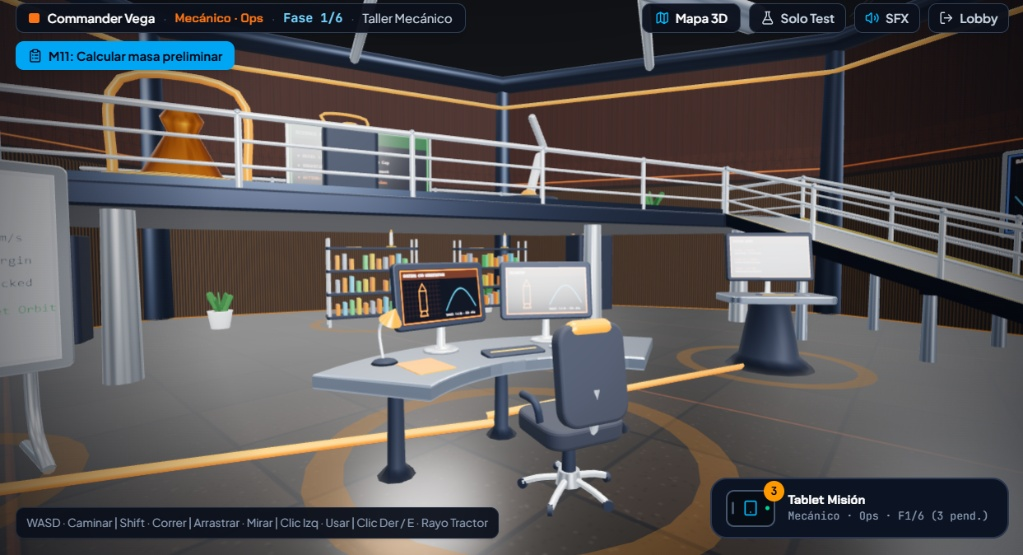 Commander Vega · Mecánico · Ops · Fase 1/6 · Taller Mecánico
Mapa 3D
Solo Test
SFX
Lobby
M11: Calcular masa preliminar
m/s
rgin
cked
et Orbit
WASD · Caminar | Shift · Correr | Arrastrar · Mirar | Clic Izq · Usar | Clic Der / E · Rayo Tractor
3
Tablet Misión
Mecánico · Ops · F1/6 (3 pend.)